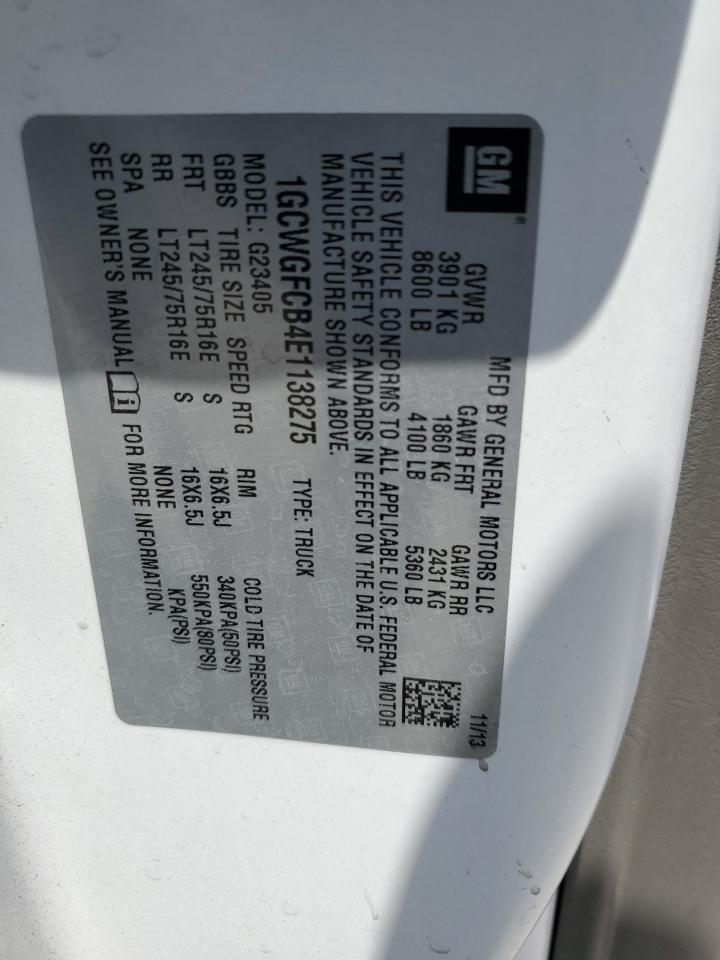 GM
MFD BY GENERAL MOTORS LLC 11/13
GVWR GAWR FRT GAWR RR
3901 KG 1860 KG 2431 KG
8600 LB 4100 LB 5360 LB
THIS VEHICLE CONFORMS TO ALL APPLICABLE U.S. FEDERAL MOTOR
VEHICLE SAFETY STANDARDS IN EFFECT ON THE DATE OF
MANUFACTURE SHOWN ABOVE.
1GCWGFCB4E1138275 TYPE: TRUCK
MODEL: G23405
GBBS TIRE SIZE SPEED RTG RIM COLD TIRE PRESSURE
FRT LT245/75R16E S 16X6.5J 340KPA(50PSI)
RR LT245/75R16E S 16X6.5J 550KPA(80PSI)
SPA NONE NONE KPA(PSI)
SEE OWNER'S MANUAL FOR MORE INFORMATION.